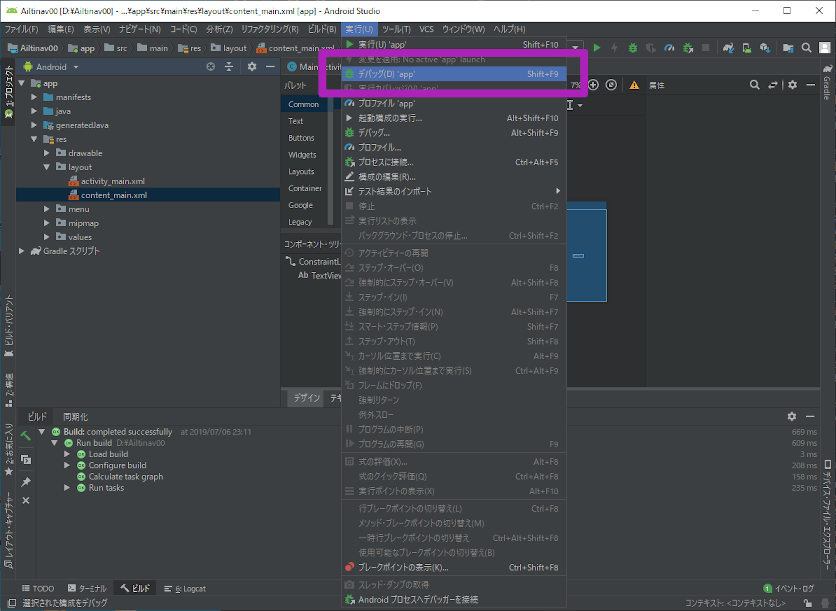 Ailtinav00 [D:¥Ailtinav00] - ...¥app¥src¥main¥res¥layout¥content_main.xml [app] - Android Studio
ファイル(F) 編集(E) 表示(V) ナビゲート(N) コード(C) 分析(Z) リファクタリング(R) ビルド(B) 実行(U) ツール(T) VCS ウィンドウ(W) ヘルプ(H)
Ailtinav00 app src main res layout content_main.xml
Android
1: プロジェクト
app
manifests
java
generatedJava
res
drawable
layout
activity_main.xml
content_main.xml
menu
mipmap
values
Gradle スクリプト
MainActivit
パレット
Common
Text
Buttons
Widgets
Layouts
Container
Google
Legacy
コンポーネント・ツリー
ConstraintL
Ab TextView
デザイン テキ
実行(U) 'app' Shift+F10
変更を適用: No active 'app' launch
デバッグ(D) 'app' Shift+F9
プロファイル 'app'
起動構成の実行... Alt+Shift+F10
デバッグ... Alt+Shift+F9
プロファイル...
プロセスに接続... Ctrl+Alt+F5
構成の編集(R)...
テスト結果のインポート
停止 Ctrl+F2
実行リストの表示
バックグラウンド・プロセスの停止... Ctrl+Shift+F2
アクティビティーの再開
ステップ・オーバー(O) F8
強制的にステップ・オーバー(V) Alt+Shift+F8
ステップ・イン(I) F7
強制的にステップ・イン(N) Alt+Shift+F7
スマート・ステップ情報(P) Shift+F7
ステップ・アウト(T) Shift+F8
カーソル位置まで実行(C) Alt+F9
強制的にカーソル位置まで実行(S) Ctrl+Alt+F9
フレームにドロップ(F)
強制リターン
例外スロー
プログラムの中断(P)
プログラムの再開(G) F9
式の評価(X)... Alt+F8
式のクイック評価(Q) Ctrl+Alt+F8
実行ポイントの表示(X) Alt+F10
行ブレークポイントの切り替え(L) Ctrl+F8
メソッド・ブレークポイントの切り替え(M)
一時行ブレークポイントの切り替え Ctrl+Alt+Shift+F8
使用可能なブレークポイントの切り替え(B)
ブレークポイントの表示(K)... Ctrl+Shift+F8
スレッド・ダンプの取得
Android プロセスへデバッガーを接続
7%
属性
Gradle
デバイス・ファイル・エクスプローラー
ビルド・バリアント
7: 構造
2: お気に入り
レイアウト・キャプチャー
ビルド 同期化
Build: completed successfully at 2019/07/06 23:11 669 ms
Run build D:¥Ailtinav00 609 ms
Load build 3 ms
Configure build 208 ms
Calculate task graph 158 ms
Run tasks 235 ms
TODO ターミナル ビルド 6: Logcat
1 イベント・ログ
選択された構成をデバッグ
コンテキスト: <コンテキストなし>